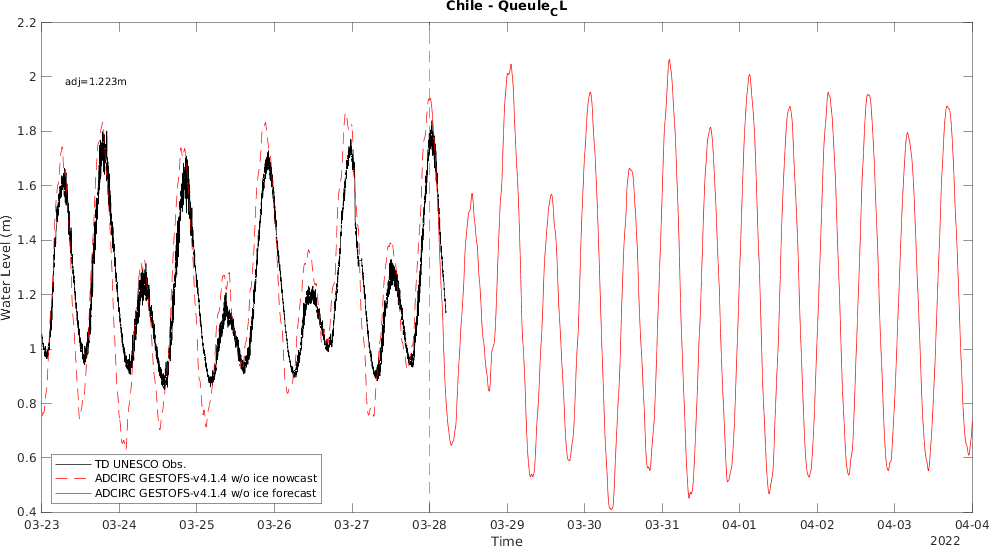 Chile - Queule_CL
2.2
2
1.8
1.6
1.4
1.2
1
0.8
0.6
0.4
Water Level (m)
adj=1.223m
TD UNESCO Obs.
ADCIRC GESTOFS-v4.1.4 w/o ice nowcast
ADCIRC GESTOFS-v4.1.4 w/o ice forecast
03-23 03-24 03-25 03-26 03-27 03-28 03-29 03-30 03-31 04-01 04-02 04-03 04-04
Time
2022